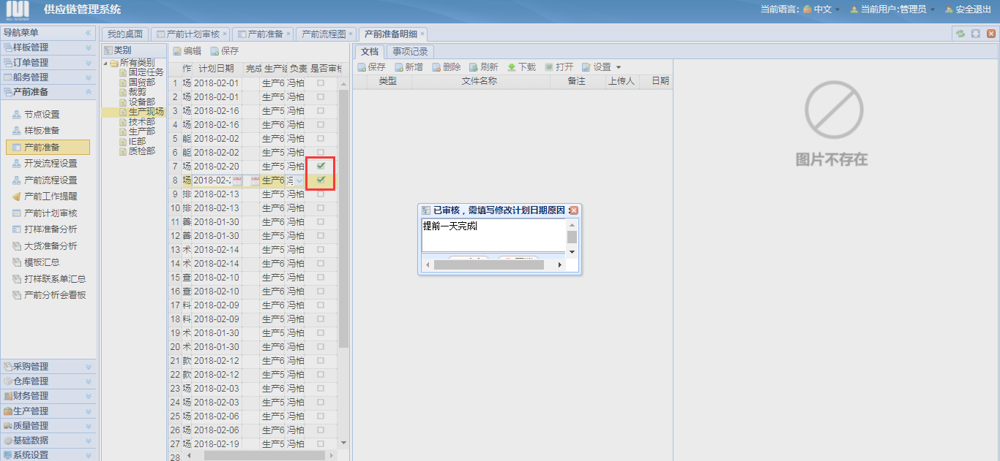 供应链管理系统
当前语言: 中文 当前用户:管理员 安全退出
导航菜单
样板管理
订单管理
船务管理
产前准备
节点设置
样板准备
产前准备
开发流程设置
产前流程设置
产前工作提醒
产前计划审核
打样准备分析
大货准备分析
模板汇总
打样联系单汇总
产前分析会看板
采购管理
仓库管理
财务管理
生产管理
质量管理
基础数据
系统设置
我的桌面 产前计划审核 产前准备 产前流程图 产前准备明细
类别
所有类别
固定任务
国贸部
裁剪
设备部
生产现场
技术部
生产部
IE部
质检部
编辑 保存
作 计划日期 完成 生产组 负责 是否审核
1 场 2018-02-01 生产6 冯柏
2 场 2018-02-01 生产5 冯柏
3 场 2018-02-16 生产5 冯柏
4 场 2018-02-16 生产6 冯柏
5 能 2018-02-02 生产6 冯柏
6 能 2018-02-02 生产5 冯柏
7 场 2018-02-20 生产5 冯柏
8 场 2018-02-2 生产6 冯
9 排 2018-02-13 生产5 冯柏
10 排 2018-02-13 生产6 冯柏
11 善 2018-01-30 生产6 冯柏
12 善 2018-01-30 生产5 冯柏
13 术 2018-02-14 生产5 冯柏
14 术 2018-02-14 生产6 冯柏
15 查 2018-02-10 生产5 冯柏
16 查 2018-02-10 生产6 冯柏
17 料 2018-02-09 生产6 冯柏
18 料 2018-02-09 生产5 冯柏
19 术 2018-01-30 生产5 冯柏
20 术 2018-01-30 生产6 冯柏
21 款 2018-02-12 生产6 冯柏
22 款 2018-02-12 生产5 冯柏
23 场 2018-02-03 生产6 冯柏
24 场 2018-02-03 生产5 冯柏
25 场 2018-02-06 生产5 冯柏
26 场 2018-02-06 生产6 冯柏
27 场 2018-02-19 生产5 冯柏
28
文档 事项记录
保存 新增 删除 刷新 下载 打开 设置
类型 文件名称 备注 上传人 日期
已审核，需填写修改计划日期原因：
提前一天完成
图片不存在